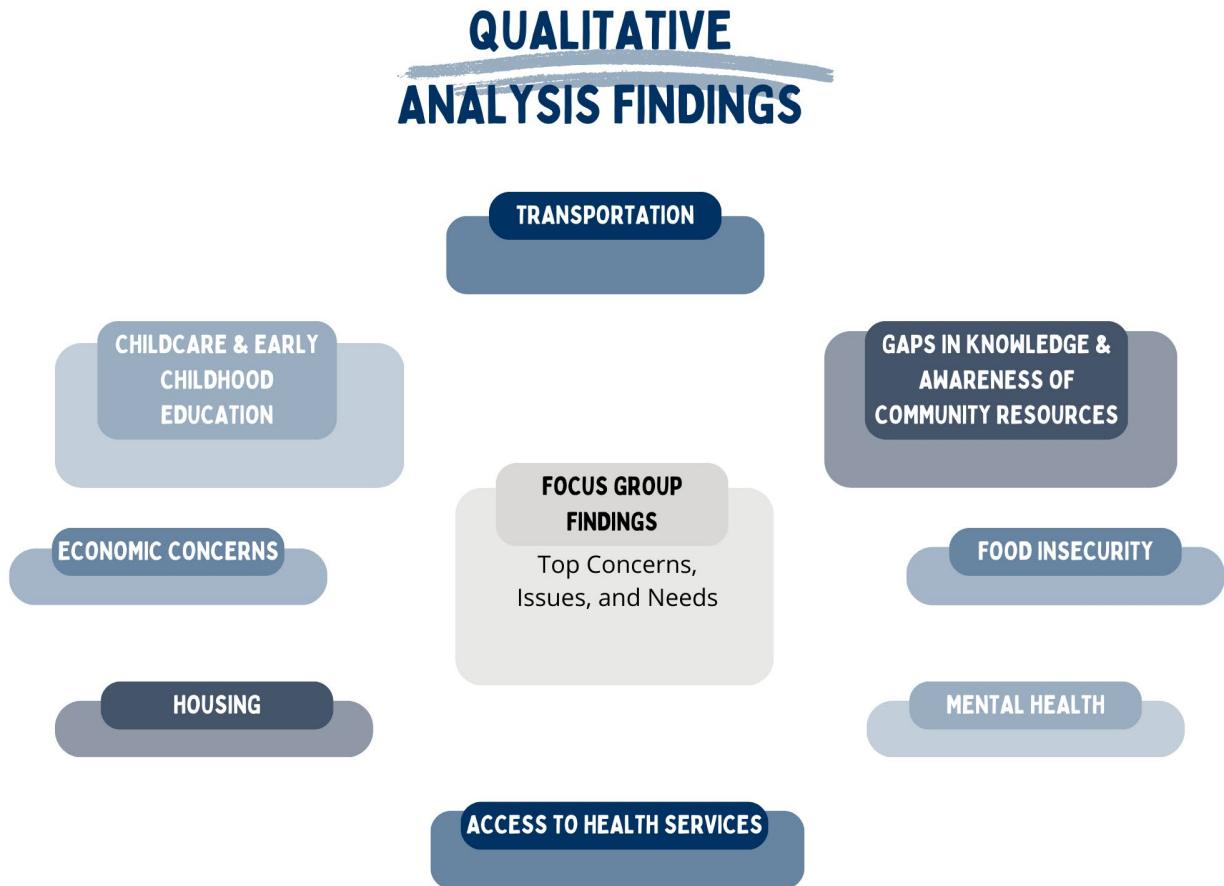 QUALITATIVE
ANALYSIS FINDINGS
TRANSPORTATION
CHILDCARE & EARLY
CHILDHOOD
EDUCATION
GAPS IN KNOWLEDGE &
AWARENESS OF
COMMUNITY RESOURCES
FOCUS GROUP
FINDINGS
Top Concerns,
Issues, and Needs
ECONOMIC CONCERNS
FOOD INSECURITY
HOUSING
MENTAL HEALTH
ACCESS TO HEALTH SERVICES